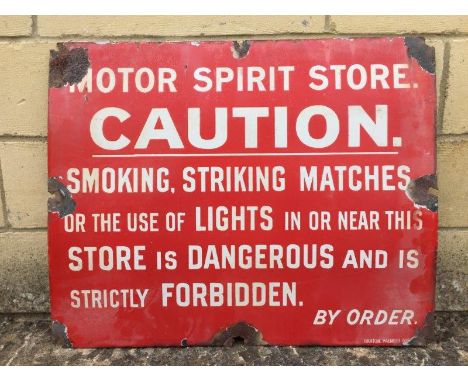 MOTOR SPIRIT STORE.
CAUTION.
SMOKING, STRIKING MATCHES
OR THE USE OF LIGHTS IN OR NEAR THIS
STORE IS DANGEROUS AND IS
STRICTLY FORBIDDEN.
BY ORDER.